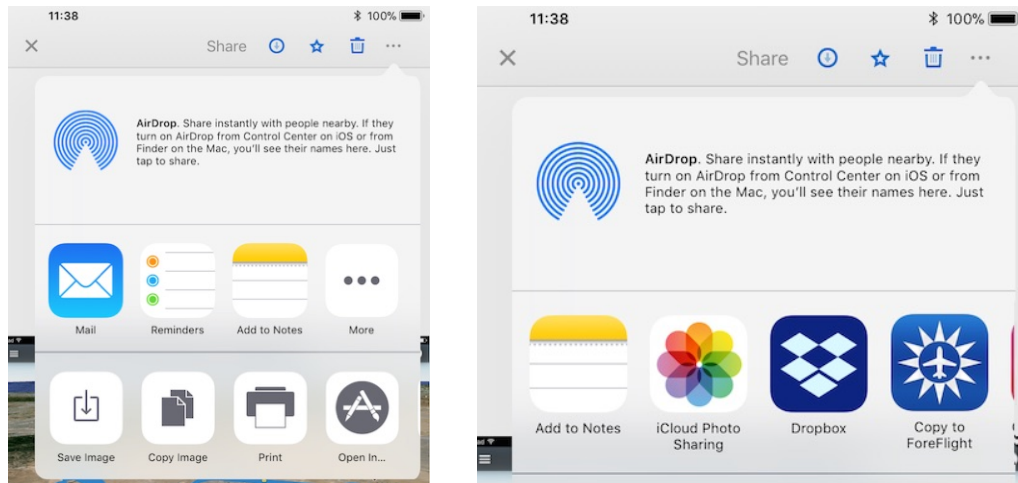 11:38
100%
Share
AirDrop. Share instantly with people nearby. If they
turn on AirDrop from Control Center on iOS or from
Finder on the Mac, you'll see their names here. Just
tap to share.
Mail
Reminders
Add to Notes
More
Save Image
Copy Image
Print
Open In...
11:38
100%
Share
AirDrop. Share instantly with people nearby. If they
turn on AirDrop from Control Center on iOS or from
Finder on the Mac, you'll see their names here. Just
tap to share.
Add to Notes
iCloud Photo
Sharing
Dropbox
Copy to
ForeFlight